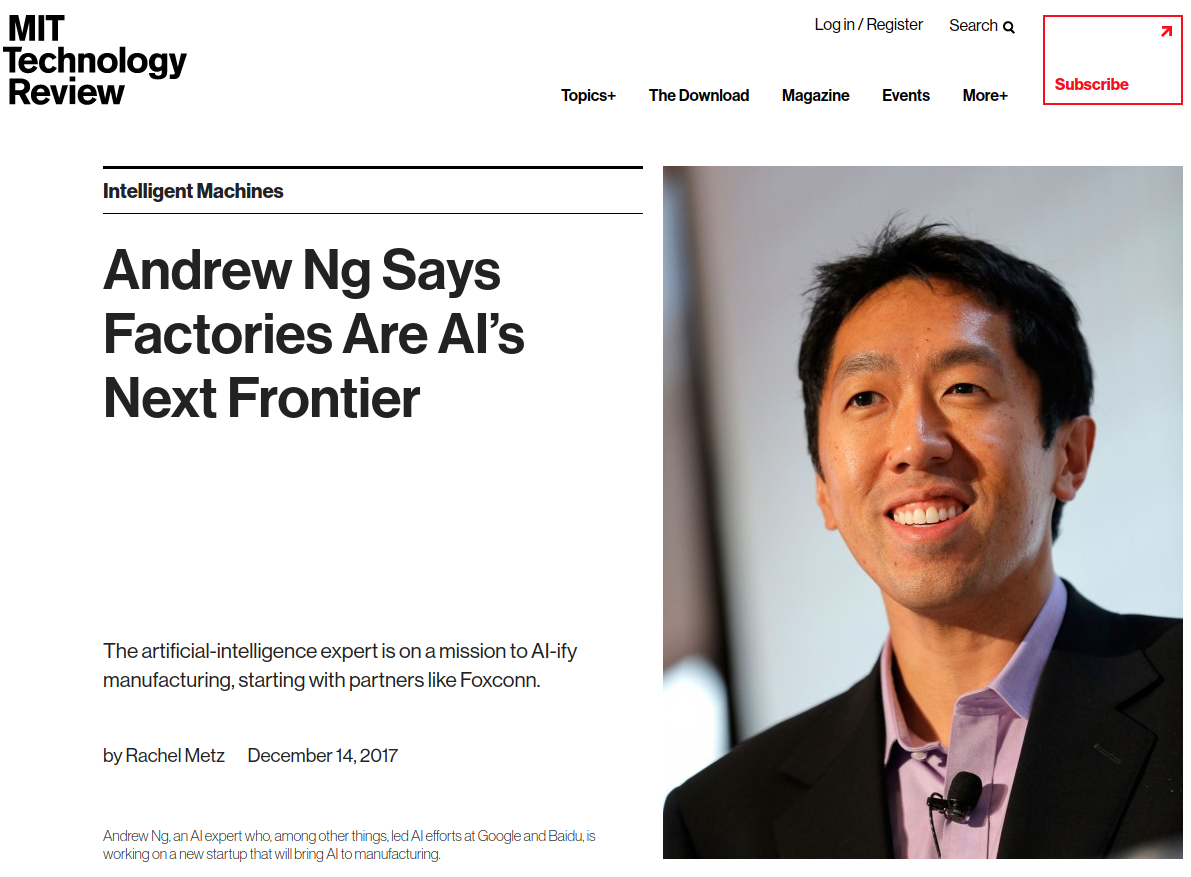 MIT
Technology
Review
Log in / Register
Search
Subscribe
Topics+
The Download
Magazine
Events
More+
Intelligent Machines
Andrew Ng Says
Factories Are AI’s
Next Frontier
The artificial-intelligence expert is on a mission to AI-ify
manufacturing, starting with partners like Foxconn.
by Rachel Metz
December 14, 2017
Andrew Ng, an AI expert who, among other things, led AI efforts at Google and Baidu, is
working on a new startup that will bring AI to manufacturing.